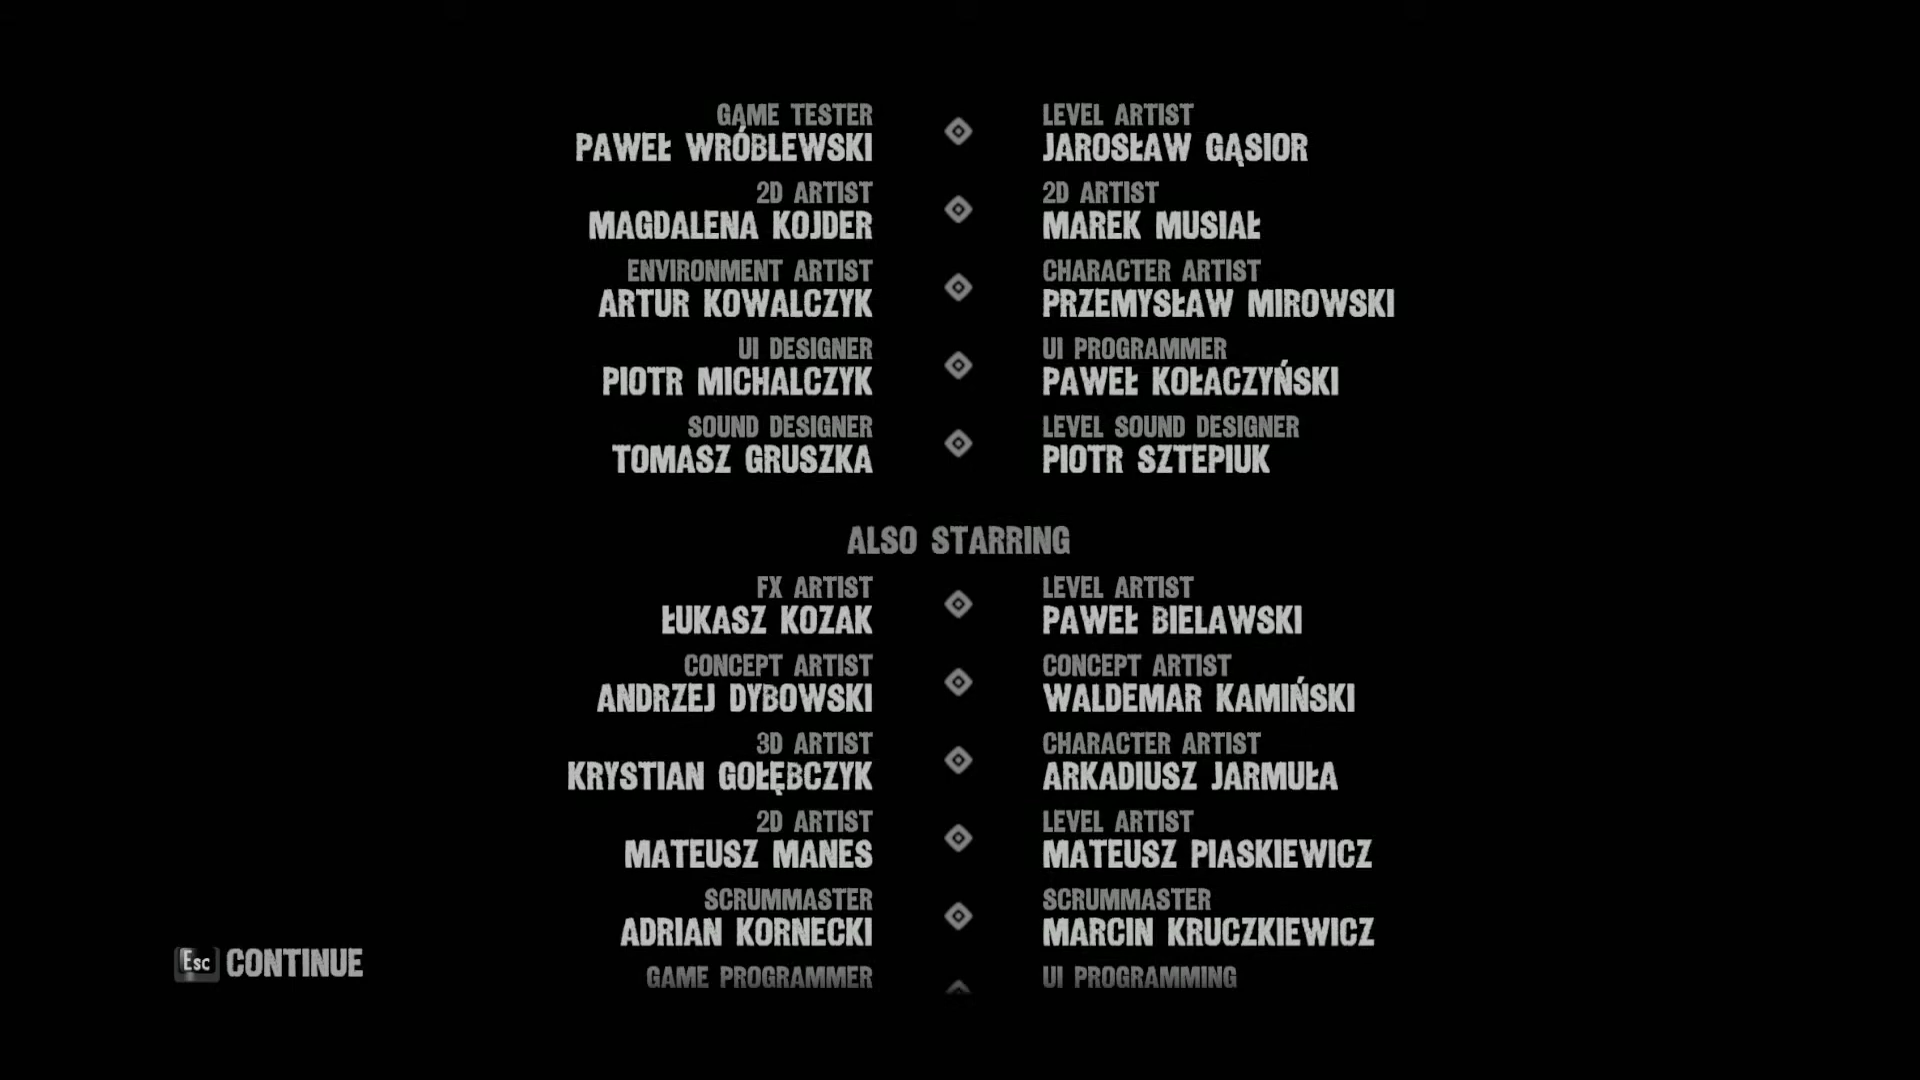 GAME TESTER
PAWEŁ WRÓBLEWSKI
LEVEL ARTIST
JAROSŁAW GĄSIOR
2D ARTIST
MAGDALENA KOJDER
2D ARTIST
MAREK MUSIAŁ
ENVIRONMENT ARTIST
ARTUR KOWALCZYK
CHARACTER ARTIST
PRZEMYSŁAW MIROWSKI
UI DESIGNER
PIOTR MICHALCZYK
UI PROGRAMMER
PAWEŁ KOŁACZYŃSKI
SOUND DESIGNER
TOMASZ GRUSZKA
LEVEL SOUND DESIGNER
PIOTR SZTEPIUK
ALSO STARRING
FX ARTIST
ŁUKASZ KOZAK
LEVEL ARTIST
PAWEŁ BIELAWSKI
CONCEPT ARTIST
ANDRZEJ DYBOWSKI
CONCEPT ARTIST
WALDEMAR KAMIŃSKI
3D ARTIST
KRYSTIAN GOŁĘBCZYK
CHARACTER ARTIST
ARKADIUSZ JARMUŁA
2D ARTIST
MATEUSZ MANES
LEVEL ARTIST
MATEUSZ PIASKIEWICZ
SCRUMMASTER
ADRIAN KORNECKI
SCRUMMASTER
MARCIN KRUCZKIEWICZ
GAME PROGRAMMER
UI PROGRAMMING
Esc CONTINUE